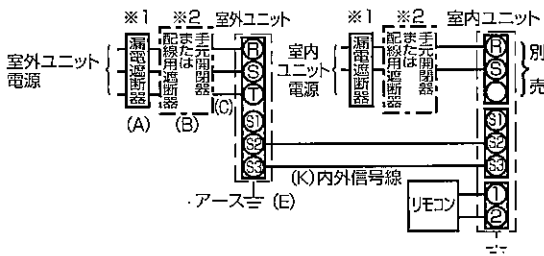 ※1
※2
室外ユニット
※1
※2
室内ユニット
室外ユニット
電源
漏電遮断器
手元開閉器
または
配線用遮断器
R
S
T
S1
S2
S3
(A)
(B)
(C)
アース
(E)
室内
ユニット
電源
漏電遮断器
手元開閉器
または
配線用遮断器
R
S
別売
S1
S2
S3
(K)内外信号線
リモコン
1
2